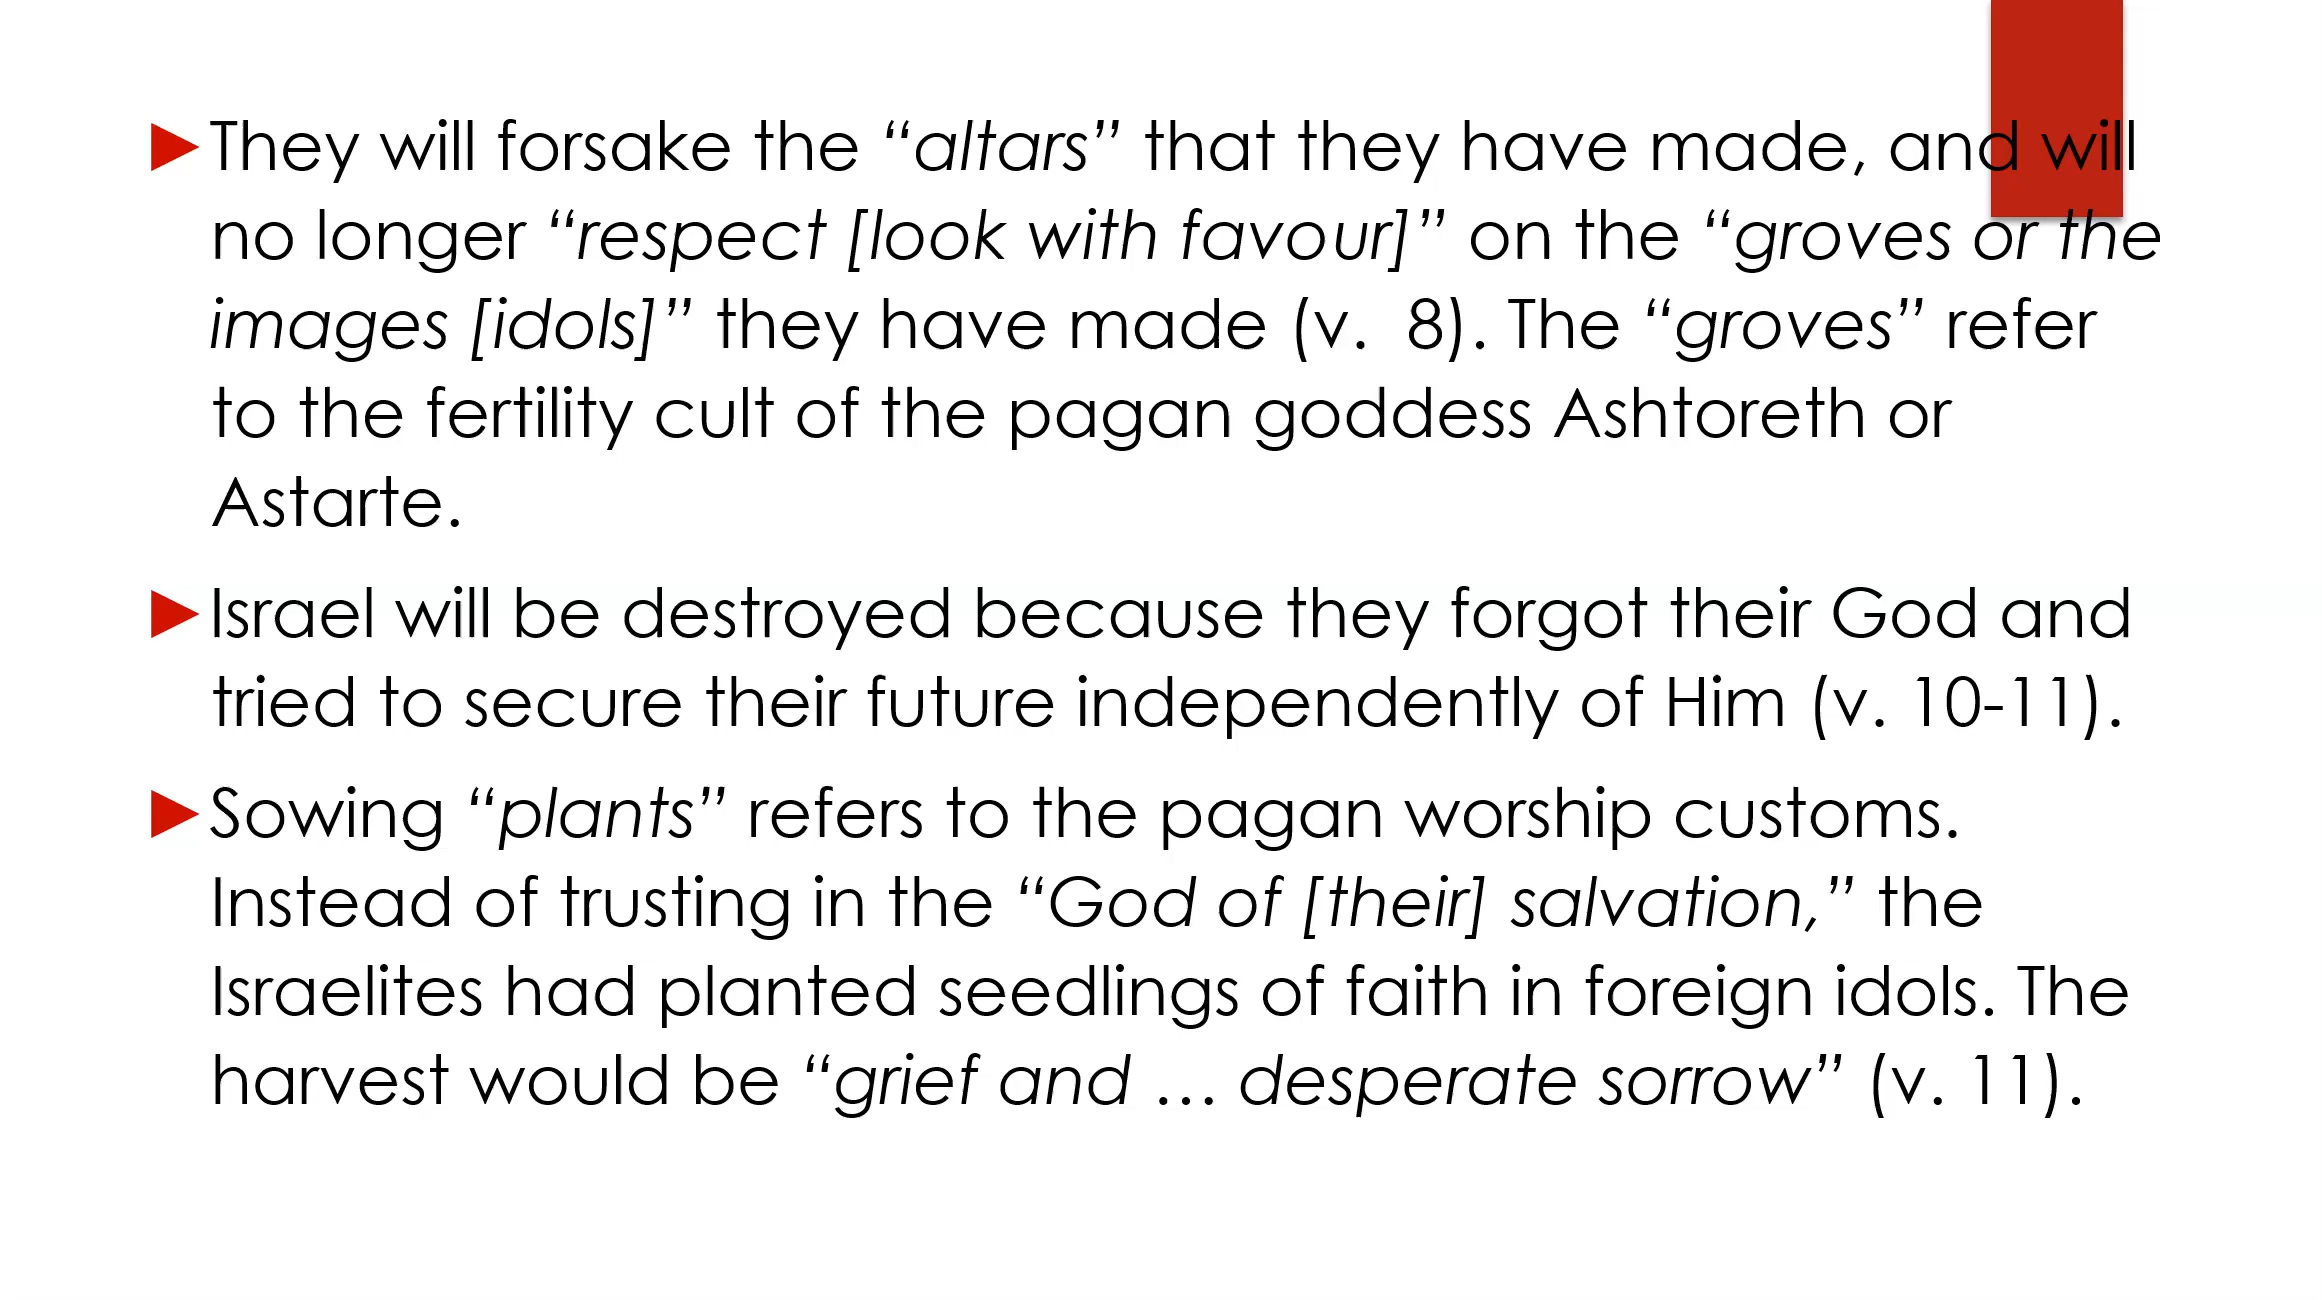 ►They will forsake the “altars” that they have made, and will
no longer “respect [look with favour]” on the “groves or the
images [idols]” they have made (v.  8). The “groves” refer
to the fertility cult of the pagan goddess Ashtoreth or
Astarte.
►Israel will be destroyed because they forgot their God and
tried to secure their future independently of Him (v. 10-11).
►Sowing “plants” refers to the pagan worship customs.
Instead of trusting in the “God of [their] salvation,” the
Israelites had planted seedlings of faith in foreign idols. The
harvest would be “grief and … desperate sorrow” (v. 11).